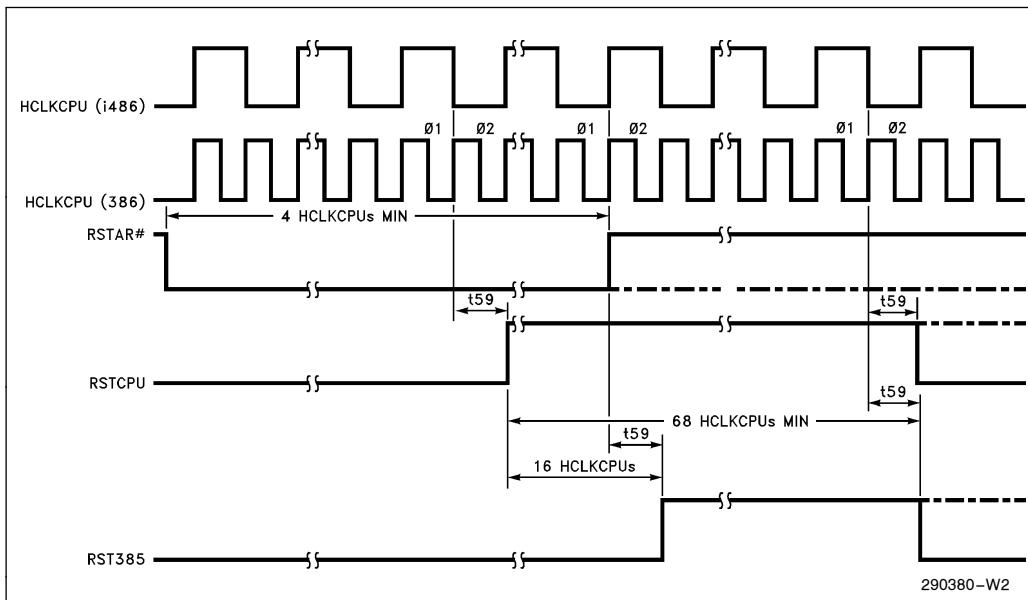 HCLKCPU (i486)
Ø1 Ø2 Ø1 Ø2 Ø1 Ø2
HCLKCPU (386)
4 HCLKCPUs MIN
RSTAR#
t59 t59
RSTCPU
t59
68 HCLKCPUs MIN
t59
16 HCLKCPUs
RST385
290380-W2